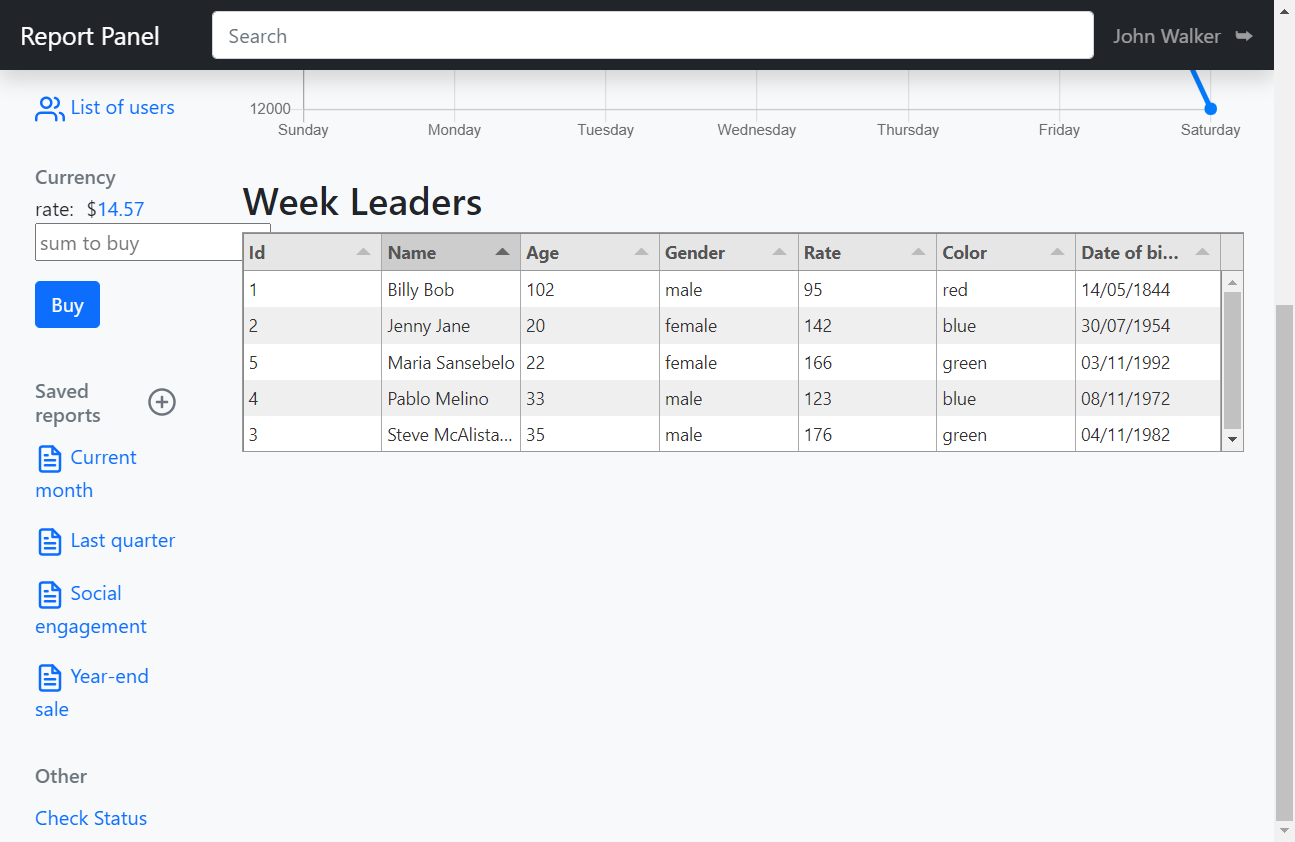 Report Panel
Search
John Walker
List of users
12000
Sunday Monday Tuesday Wednesday Thursday Friday Saturday
Currency
rate: $14.57
sum to buy
Buy
Saved
reports
Current
month
Last quarter
Social
engagement
Year-end
sale
Other
Check Status
Week Leaders
Id Name Age Gender Rate Color Date of bi...
1 Billy Bob 102 male 95 red 14/05/1844
2 Jenny Jane 20 female 142 blue 30/07/1954
5 Maria Sansebelo 22 female 166 green 03/11/1992
4 Pablo Melino 33 male 123 blue 08/11/1972
3 Steve McAlista... 35 male 176 green 04/11/1982